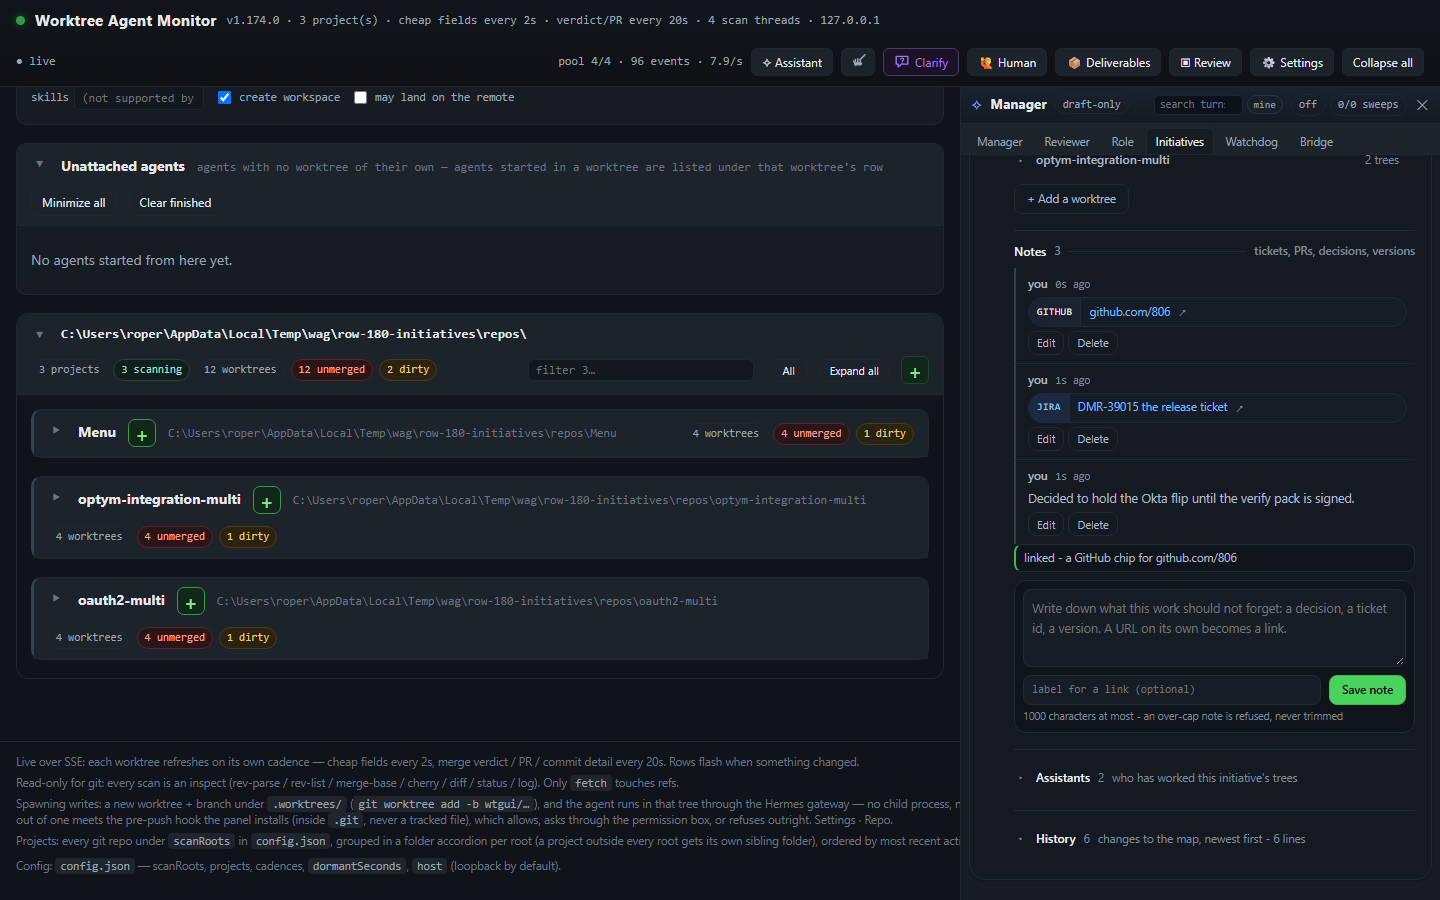 Worktree Agent Monitor v1.174.0 · 3 project(s) · cheap fields every 2s · verdict/PR every 20s · 4 scan threads · 127.0.0.1
live
pool 4/4 · 96 events · 7.9/s
Assistant
Clarify
Human
Deliverables
Review
Settings
Collapse all
skills (not supported by
create workspace
may land on the remote
Unattached agents agents with no worktree of their own — agents started in a worktree are listed under that worktree's row
Minimize all
Clear finished
No agents started from here yet.
C:\Users\roper\AppData\Local\Temp\wag\row-180-initiatives\repos\
3 projects
3 scanning
12 worktrees
12 unmerged
2 dirty
filter 3…
All
Expand all
+
Menu + C:\Users\roper\AppData\Local\Temp\wag\row-180-initiatives\repos\Menu 4 worktrees 4 unmerged 1 dirty
optym-integration-multi + C:\Users\roper\AppData\Local\Temp\wag\row-180-initiatives\repos\optym-integration-multi
4 worktrees 4 unmerged 1 dirty
oauth2-multi + C:\Users\roper\AppData\Local\Temp\wag\row-180-initiatives\repos\oauth2-multi
4 worktrees 4 unmerged 1 dirty
Live over SSE: each worktree refreshes on its own cadence — cheap fields every 2s, merge verdict / PR / commit detail every 20s. Rows flash when something changed.
Read-only for git: every scan is an inspect (rev-parse / rev-list / merge-base / cherry / diff / status / log). Only fetch touches refs.
Spawning writes: a new worktree + branch under .worktrees/ ( git worktree add -b wtgui/… ), and the agent runs in that tree through the Hermes gateway — no child process, n
out of one meets the pre-push hook the panel installs (inside .git, never a tracked file), which allows, asks through the permission box, or refuses outright. Settings · Repo.
Projects: every git repo under scanRoots in config.json, grouped in a folder accordion per root (a project outside every root gets its own sibling folder), ordered by most recent acti
Config: config.json — scanRoots, projects, cadences, dormantSeconds, host (loopback by default).
Manager draft-only
search turn:
mine
off
0/0 sweeps
Manager
Reviewer
Role
Initiatives
Watchdog
Bridge
optym-integration-multi 2 trees
+ Add a worktree
Notes 3 tickets, PRs, decisions, versions
you 0s ago
GITHUB github.com/806 ↗
Edit Delete
you 1s ago
JIRA DMR-39015 the release ticket ↗
Edit Delete
you 1s ago
Decided to hold the Okta flip until the verify pack is signed.
Edit Delete
linked - a GitHub chip for github.com/806
Write down what this work should not forget: a decision, a ticket
id, a version. A URL on its own becomes a link.
label for a link (optional)
Save note
1000 characters at most - an over-cap note is refused, never trimmed
Assistants 2 who has worked this initiative's trees
History 6 changes to the map, newest first - 6 lines